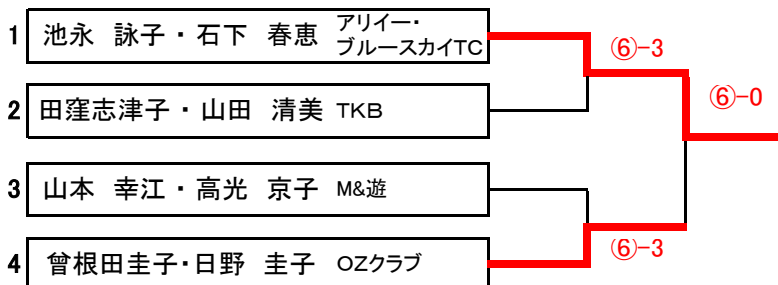 1 池永 詠子・石下 春恵 アリイー・
ブルースカイTC
⑥-3
⑥-0
2 田窪志津子・山田 清美 TKB
3 山本 幸江・高光 京子 M&遊
⑥-3
4 曾根田圭子・日野 圭子 OZクラブ